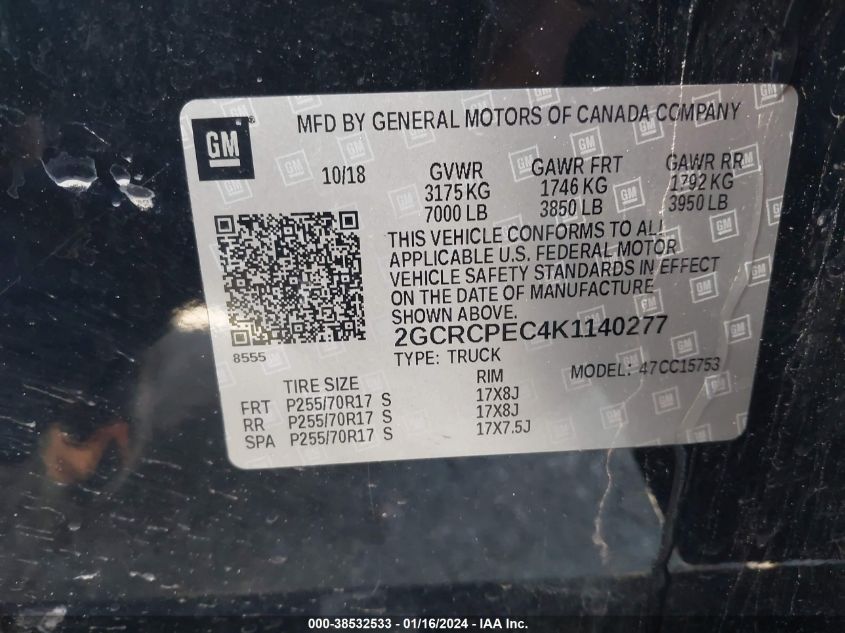 GM ® MFD BY GENERAL MOTORS OF CANADA COMPANY
10/18 GVWR GAWR FRT GAWR RR
3175 KG 1746 KG 1792 KG
7000 LB 3850 LB 3950 LB
THIS VEHICLE CONFORMS TO ALL
APPLICABLE U.S. FEDERAL MOTOR
VEHICLE SAFETY STANDARDS IN EFFECT
ON THE DATE OF MANUFACTURE
SHOWN ABOVE.
2GCRCPEC4K1140277
8555 TYPE: TRUCK MODEL: 47CC15753
TIRE SIZE RIM
FRT P255/70R17 S 17X8J
RR P255/70R17 S 17X8J
SPA P255/70R17 S 17X7.5J
000-38532533 - 01/16/2024 - IAA Inc.